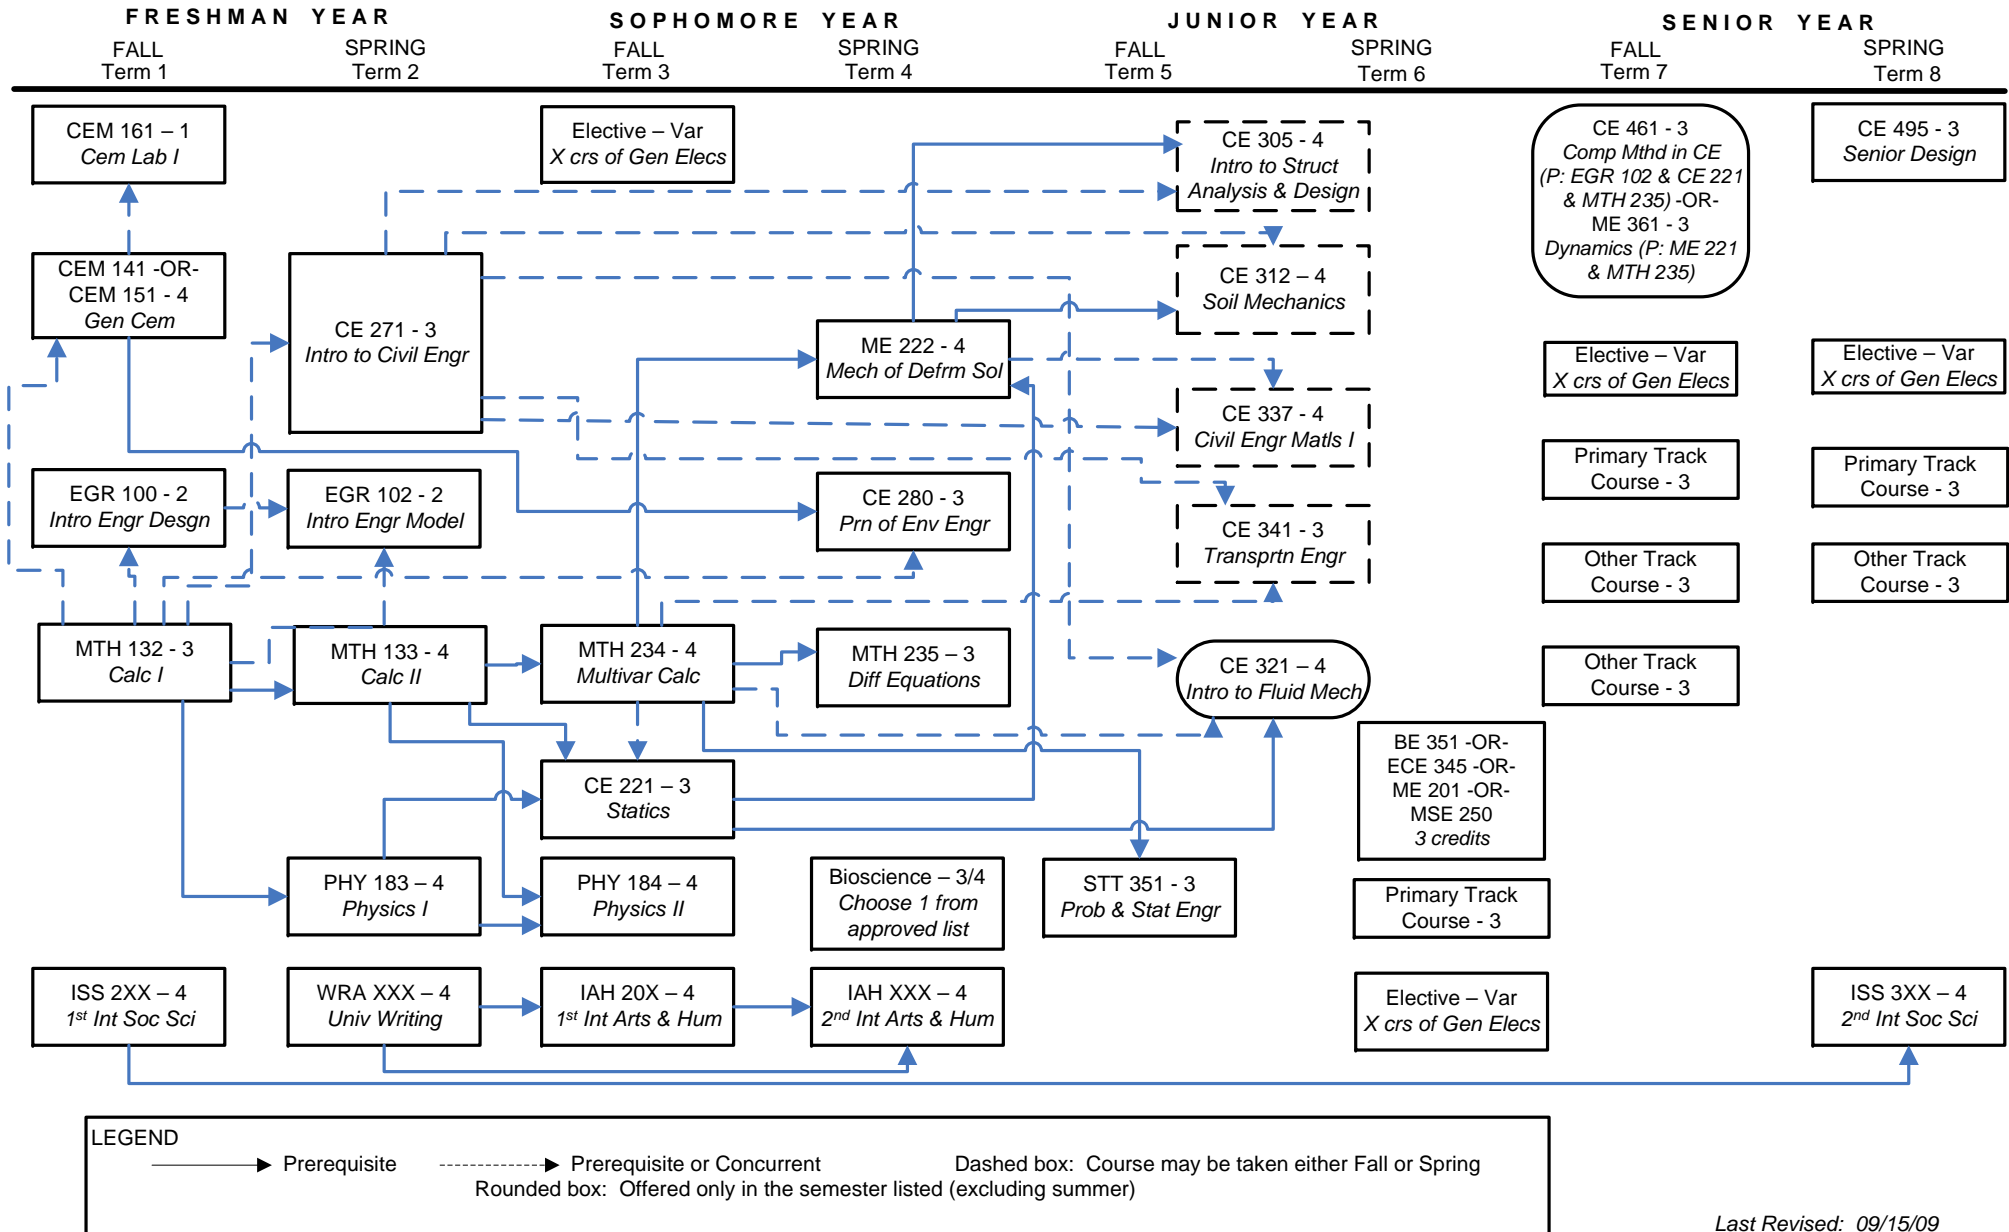 FRESHMAN YEAR
SOPHOMORE YEAR
JUNIOR YEAR
SENIOR YEAR
FALL
Term 1
SPRING
Term 2
FALL
Term 3
SPRING
Term 4
FALL
Term 5
SPRING
Term 6
FALL
Term 7
SPRING
Term 8
CEM 161 – 1
Cem Lab I
CEM 141 -OR-
CEM 151 - 4
Gen Cem
EGR 100 - 2
Intro Engr Desgn
MTH 132 - 3
Calc I
ISS 2XX – 4
1st Int Soc Sci
CE 271 - 3
Intro to Civil Engr
EGR 102 - 2
Intro Engr Model
MTH 133 - 4
Calc II
PHY 183 – 4
Physics I
WRA XXX – 4
Univ Writing
Elective – Var
X crs of Gen Elecs
MTH 234 - 4
Multivar Calc
CE 221 – 3
Statics
PHY 184 – 4
Physics II
IAH 20X – 4
1st Int Arts & Hum
ME 222 - 4
Mech of Defrm Sol
CE 280 - 3
Prn of Env Engr
MTH 235 – 3
Diff Equations
Bioscience – 3/4
Choose 1 from
approved list
IAH XXX – 4
2nd Int Arts & Hum
STT 351 - 3
Prob & Stat Engr
CE 305 - 4
Intro to Struct
Analysis & Design
CE 312 – 4
Soil Mechanics
CE 337 - 4
Civil Engr Matls I
CE 341 - 3
Transprtn Engr
CE 321 – 4
Intro to Fluid Mech
BE 351 -OR-
ECE 345 -OR-
ME 201 -OR-
MSE 250
3 credits
Primary Track
Course - 3
Elective – Var
X crs of Gen Elecs
CE 461 - 3
Comp Mthd in CE
(P: EGR 102 & CE 221
& MTH 235) -OR-
ME 361 - 3
Dynamics (P: ME 221
& MTH 235)
Elective – Var
X crs of Gen Elecs
Primary Track
Course - 3
Other Track
Course - 3
Other Track
Course - 3
CE 495 - 3
Senior Design
Elective – Var
X crs of Gen Elecs
Primary Track
Course - 3
Other Track
Course - 3
ISS 3XX – 4
2nd Int Soc Sci
LEGEND
Prerequisite
Prerequisite or Concurrent
Dashed box: Course may be taken either Fall or Spring
Rounded box: Offered only in the semester listed (excluding summer)
Last Revised: 09/15/09